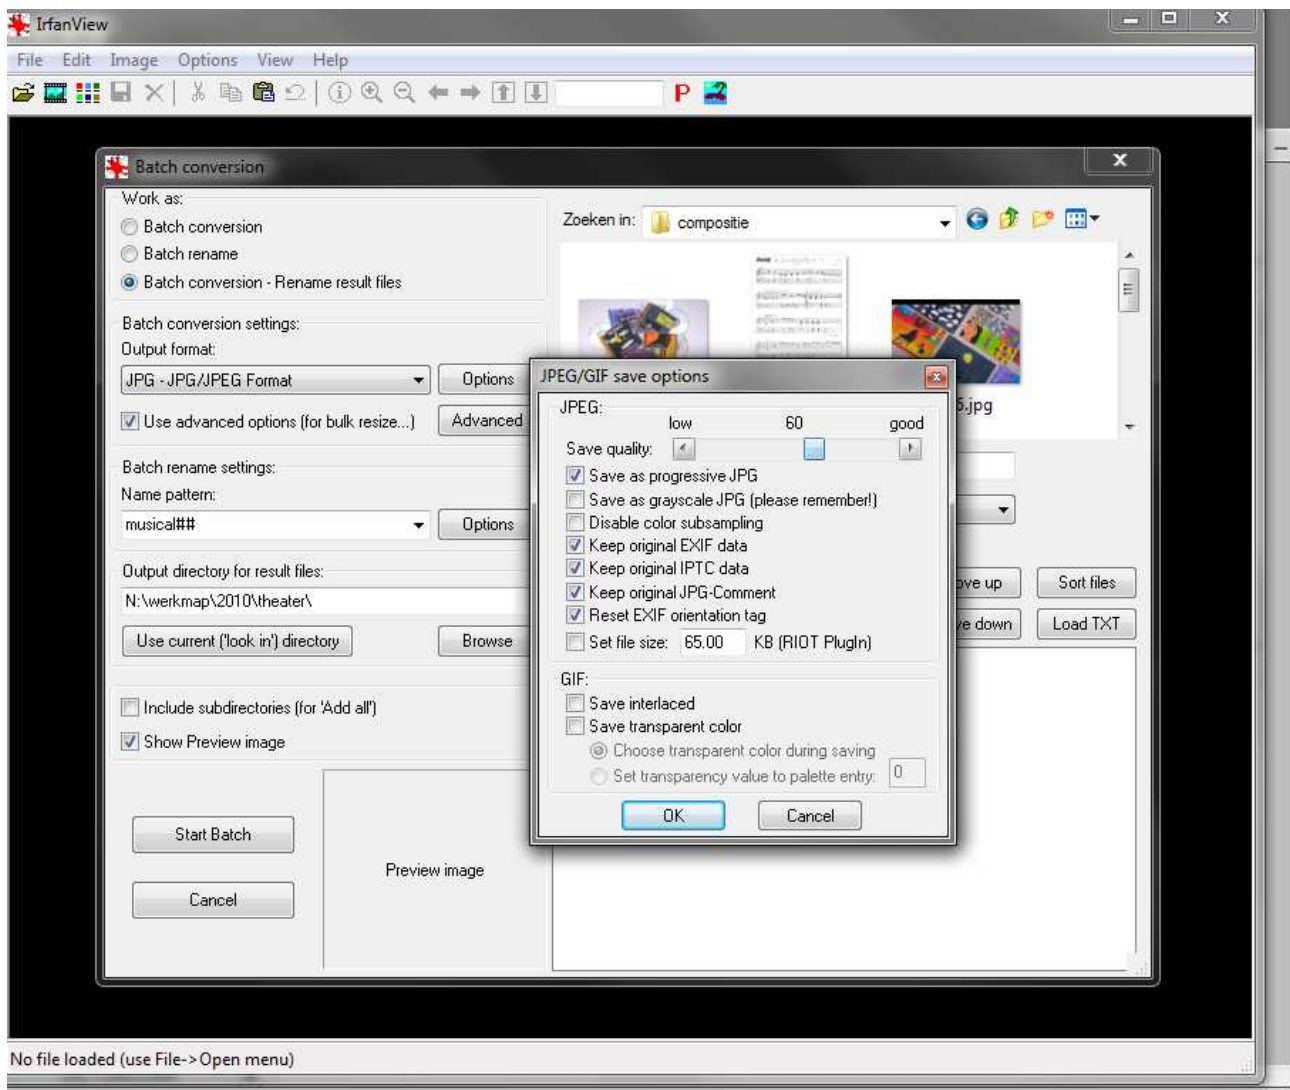 IrfanView
File Edit Image Options View Help
P
Batch conversion
Work as:
Batch conversion
Batch rename
Batch conversion - Rename result files
Batch conversion settings:
Output format:
JPG - JPG/JPEG Format
Options
Use advanced options (for bulk resize...)
Advanced
Batch rename settings:
Name pattern:
musical##
Options
Output directory for result files:
N:\werkmap\2010\theater\
Use current ('look in') directory
Browse
Include subdirectories (for 'Add all')
Show Preview image
Start Batch
Cancel
Preview image
Zoeken in:
compositie
5.jpg
ove up
Sort files
ve down
Load TXT
JPEG/GIF save options
JPEG:
low 60 good
Save quality:
Save as progressive JPG
Save as grayscale JPG (please remember!)
Disable color subsampling
Keep original EXIF data
Keep original IPTC data
Keep original JPG-Comment
Reset EXIF orientation tag
Set file size: 65.00 KB (RIOT PlugIn)
GIF:
Save interlaced
Save transparent color
Choose transparent color during saving
Set transparency value to palette entry: 0
OK
Cancel
No file loaded (use File->Open menu)